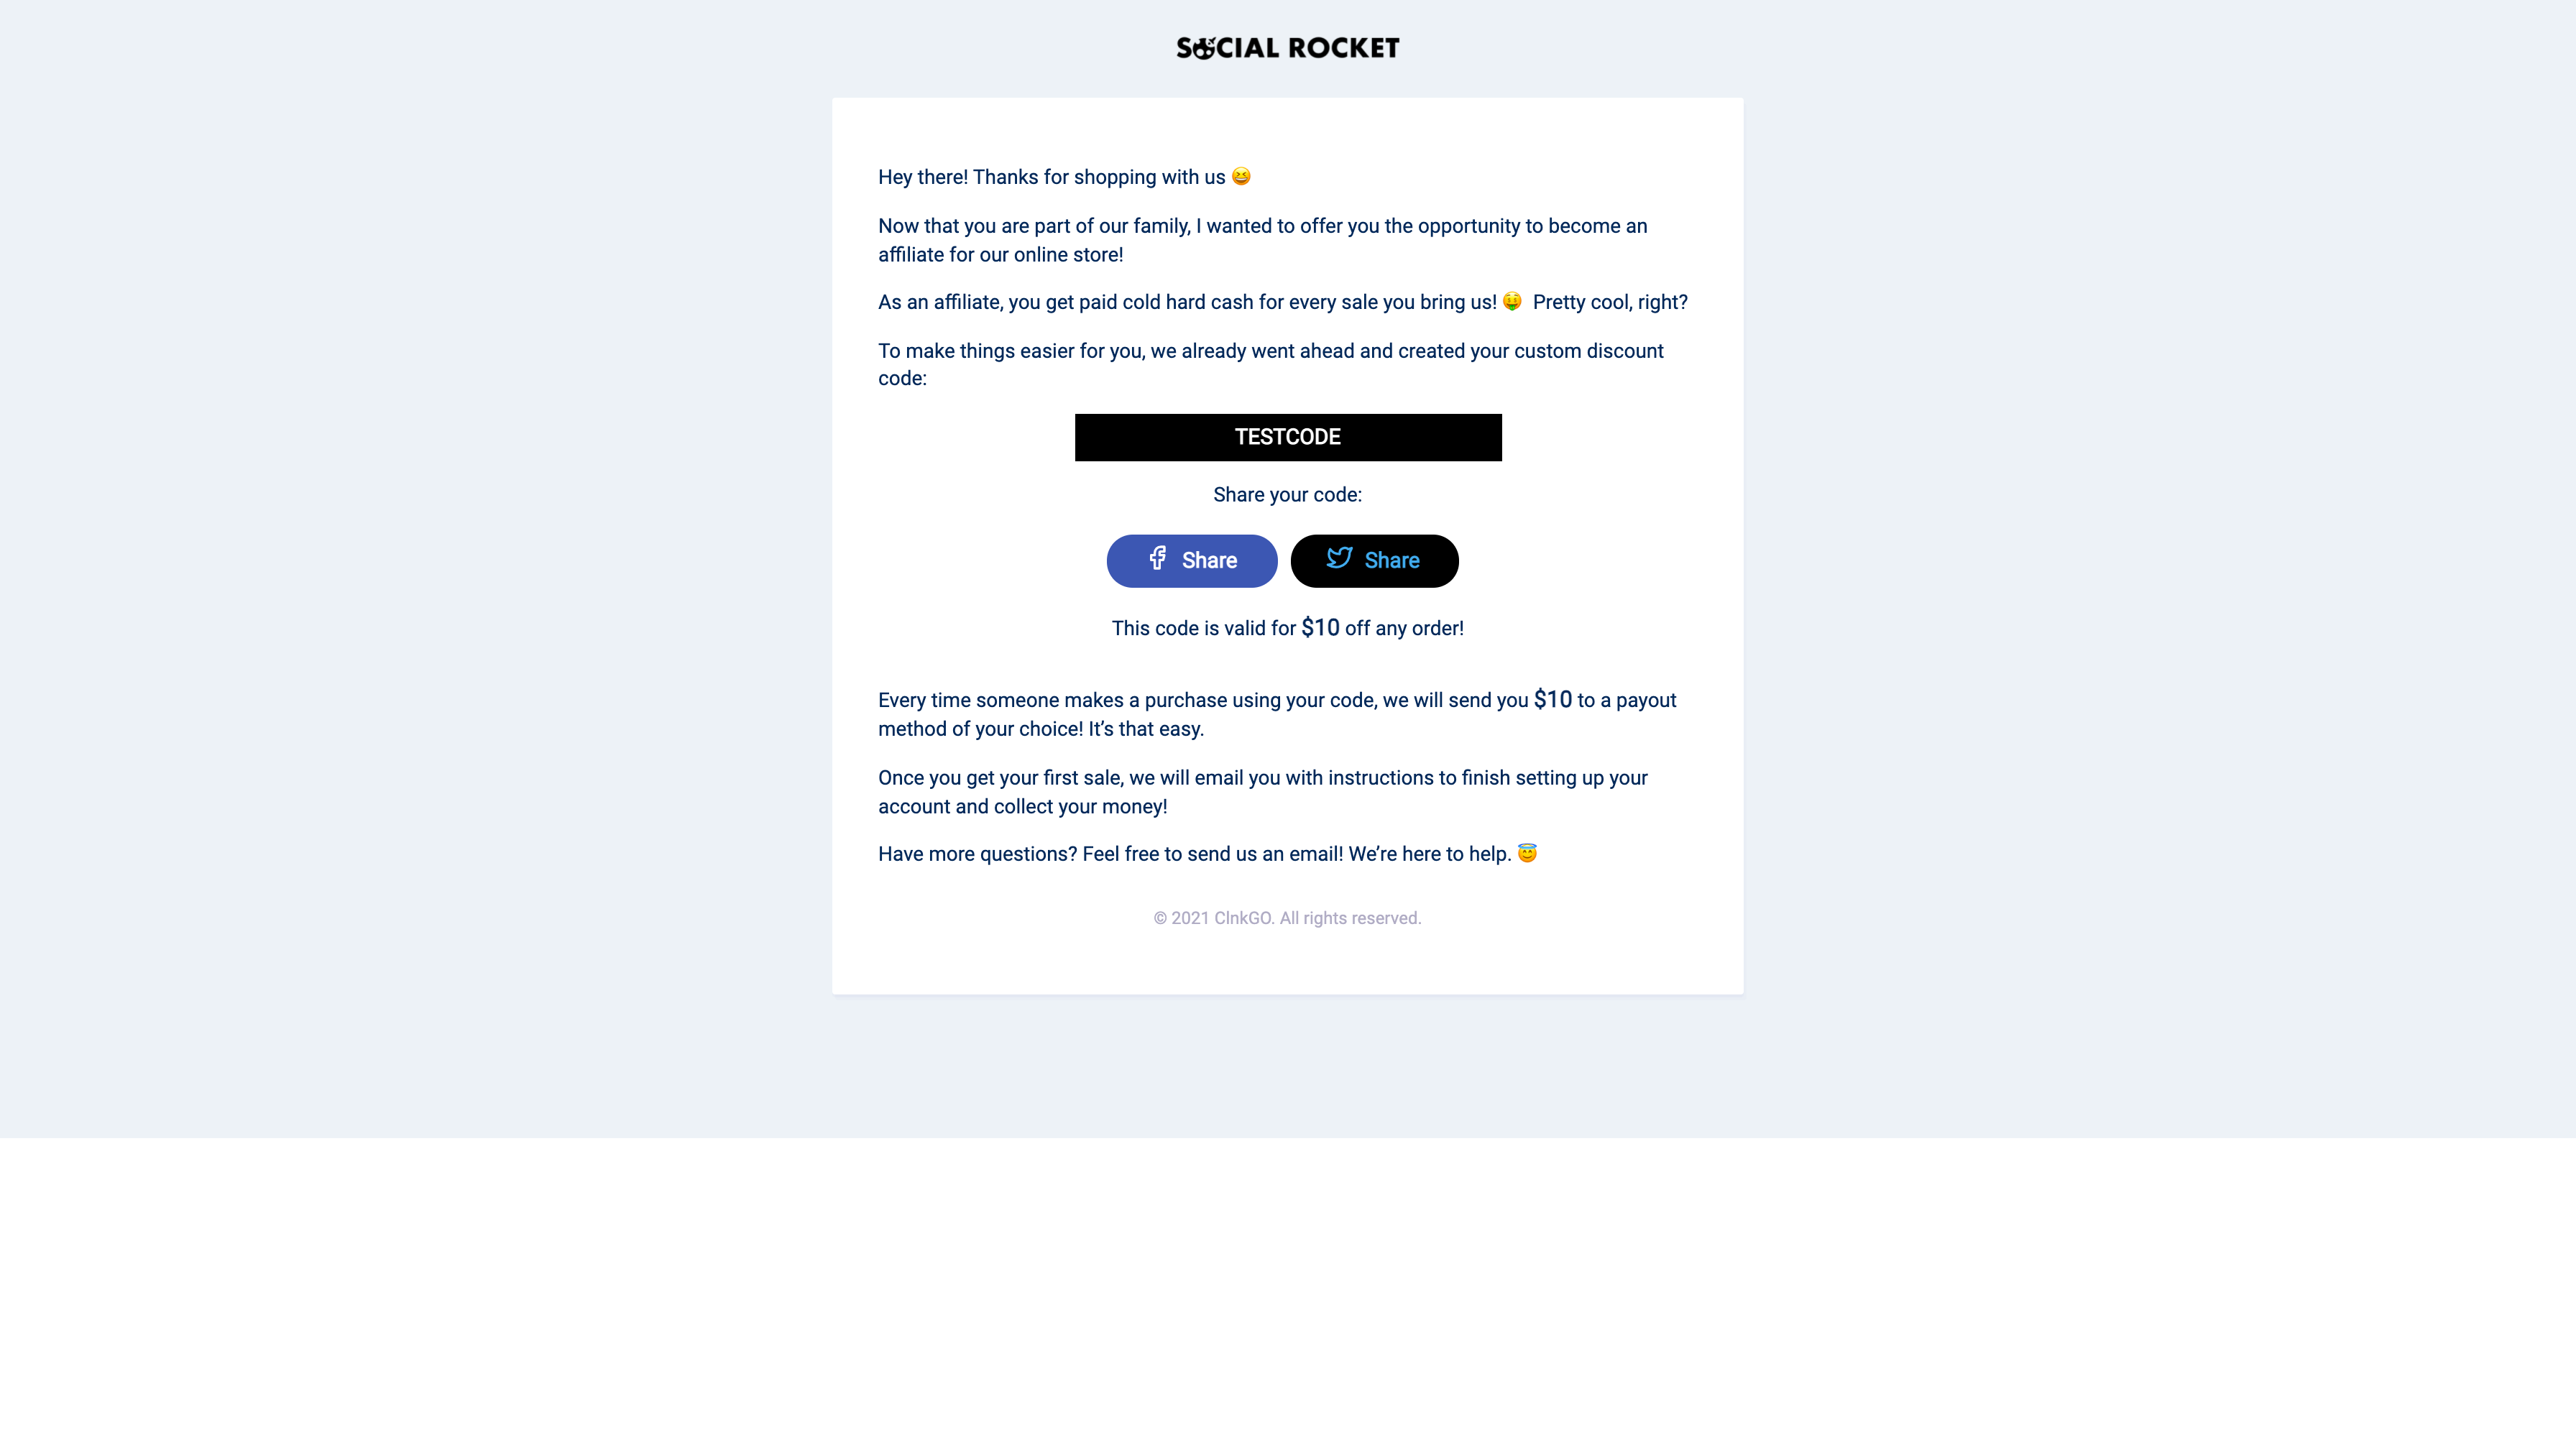 SOCIAL ROCKET
Hey there! Thanks for shopping with us 😆
Now that you are part of our family, I wanted to offer you the opportunity to become an
affiliate for our online store!
As an affiliate, you get paid cold hard cash for every sale you bring us! 🤑 Pretty cool, right?
To make things easier for you, we already went ahead and created your custom discount
code:
TESTCODE
Share your code:
Share
Share
This code is valid for $10 off any order!
Every time someone makes a purchase using your code, we will send you $10 to a payout
method of your choice! It’s that easy.
Once you get your first sale, we will email you with instructions to finish setting up your
account and collect your money!
Have more questions? Feel free to send us an email! We’re here to help. 😇
© 2021 ClnkGO. All rights reserved.